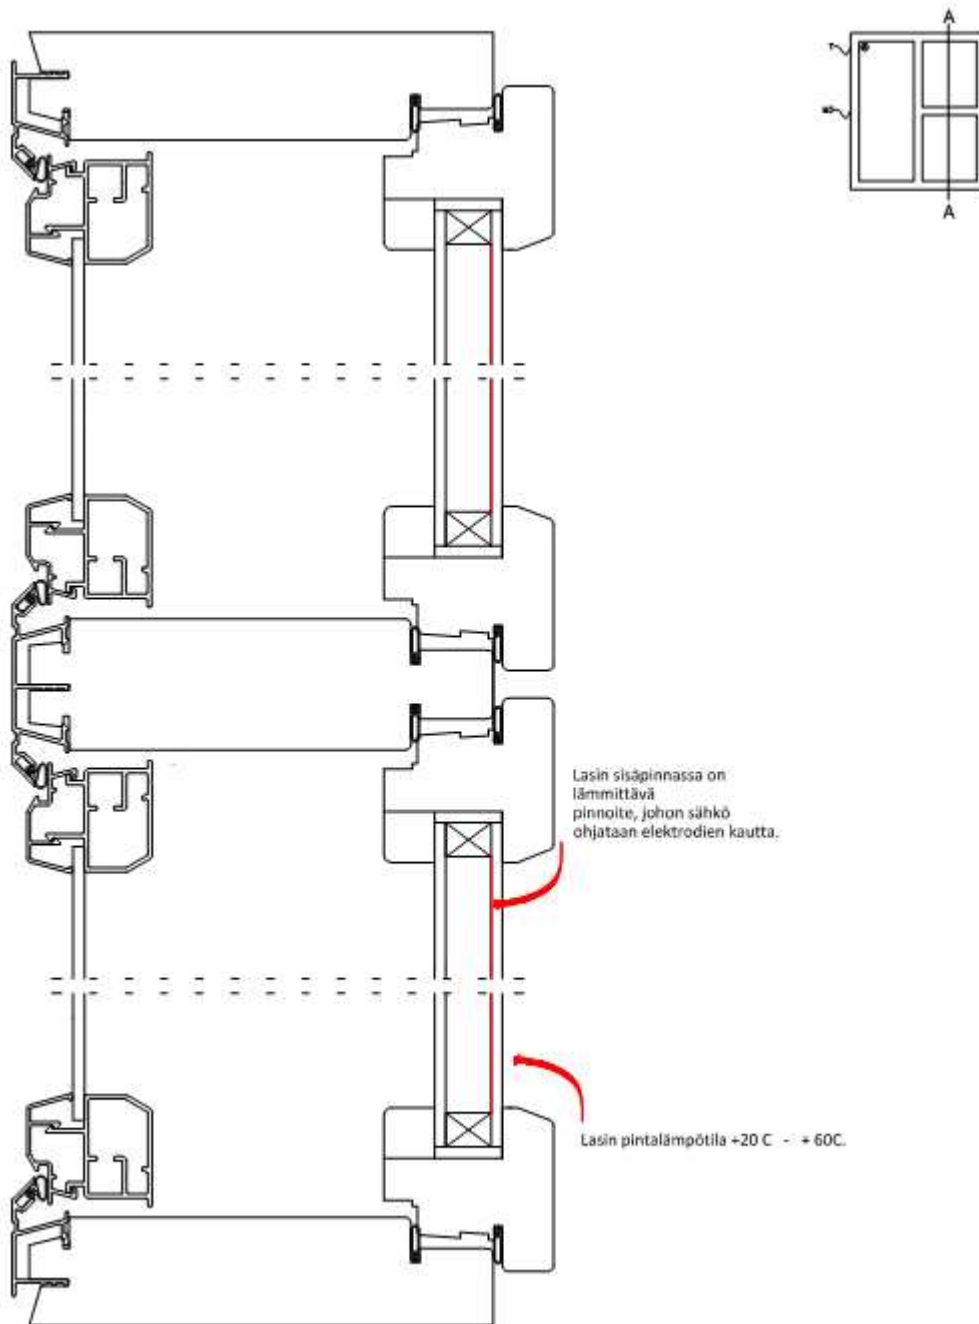 A
A
Lasin sisäpinnassa on
lämmittävä
pinnoite, johon sähkö
ohjataan elektrodien kautta.
Lasin pintalämpötila +20 C - + 60C.